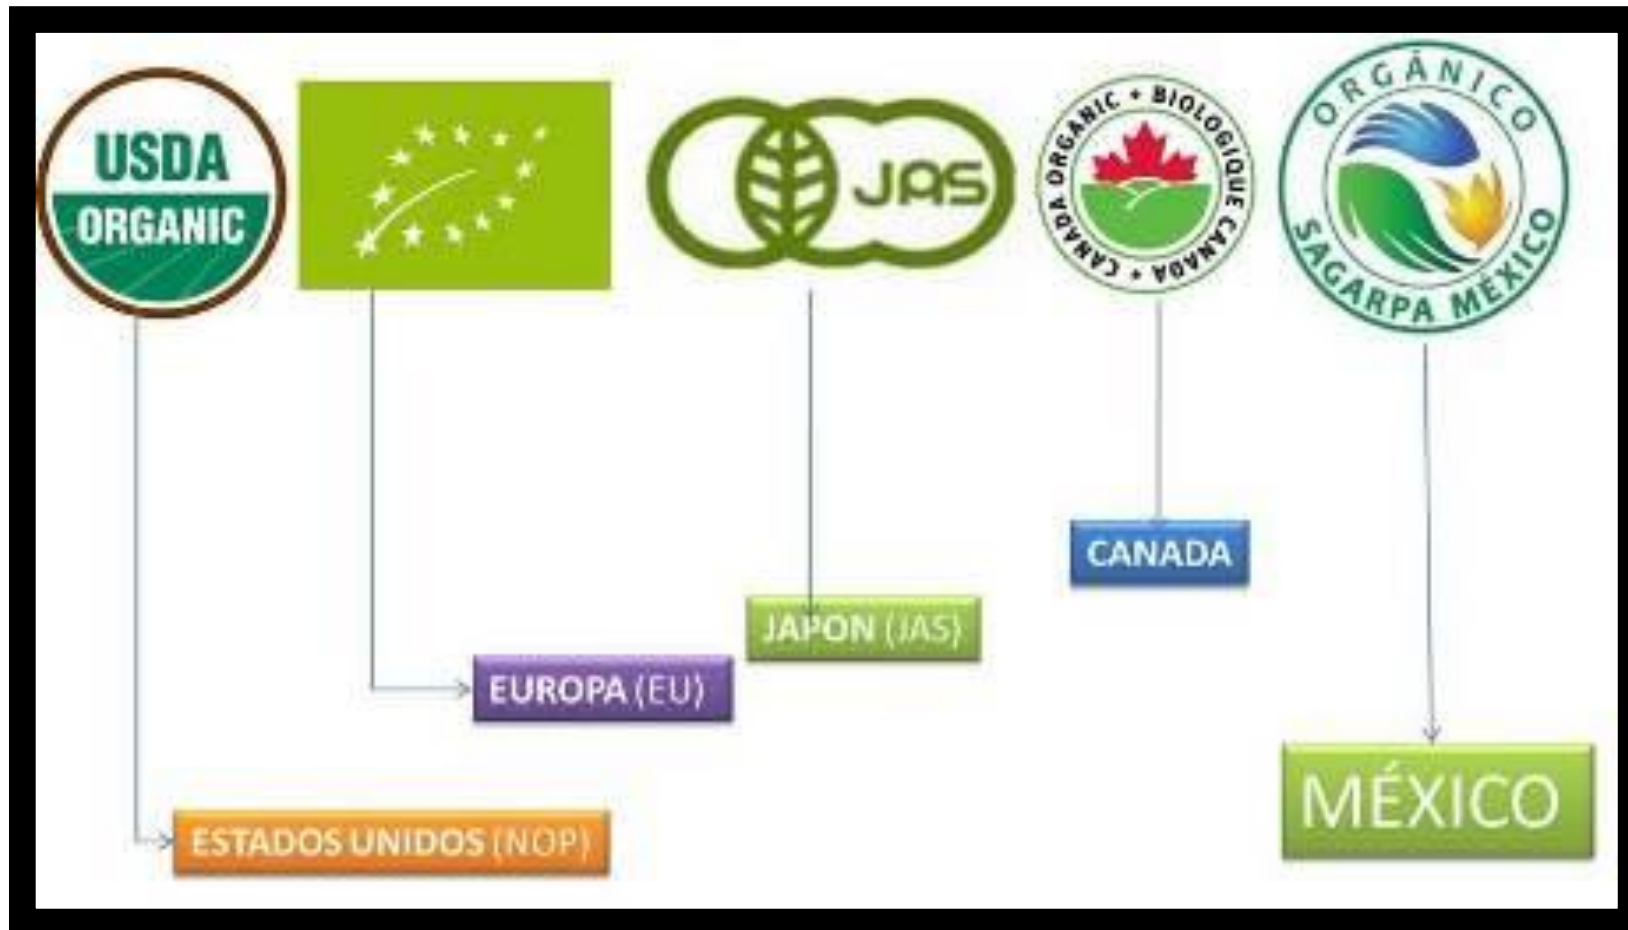 USDA
ORGANIC
JAS
CANADA ORGANIC • BIOLOGIQUE CANADA •
ORGÁNICO
SAGARPA MÉXICO
CANADA
JAPON (JAS)
EUROPA (EU)
MÉXICO
ESTADOS UNIDOS (NOP)